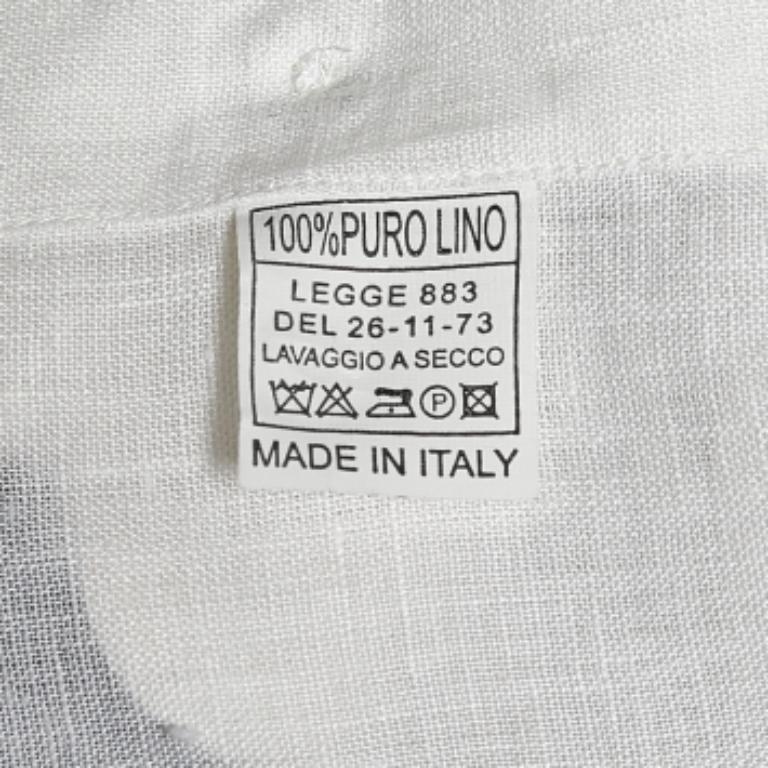 100%PURO LINO
LEGGE 883
DEL 26-11-73
LAVAGGIO A SECCO
P
MADE IN ITALY